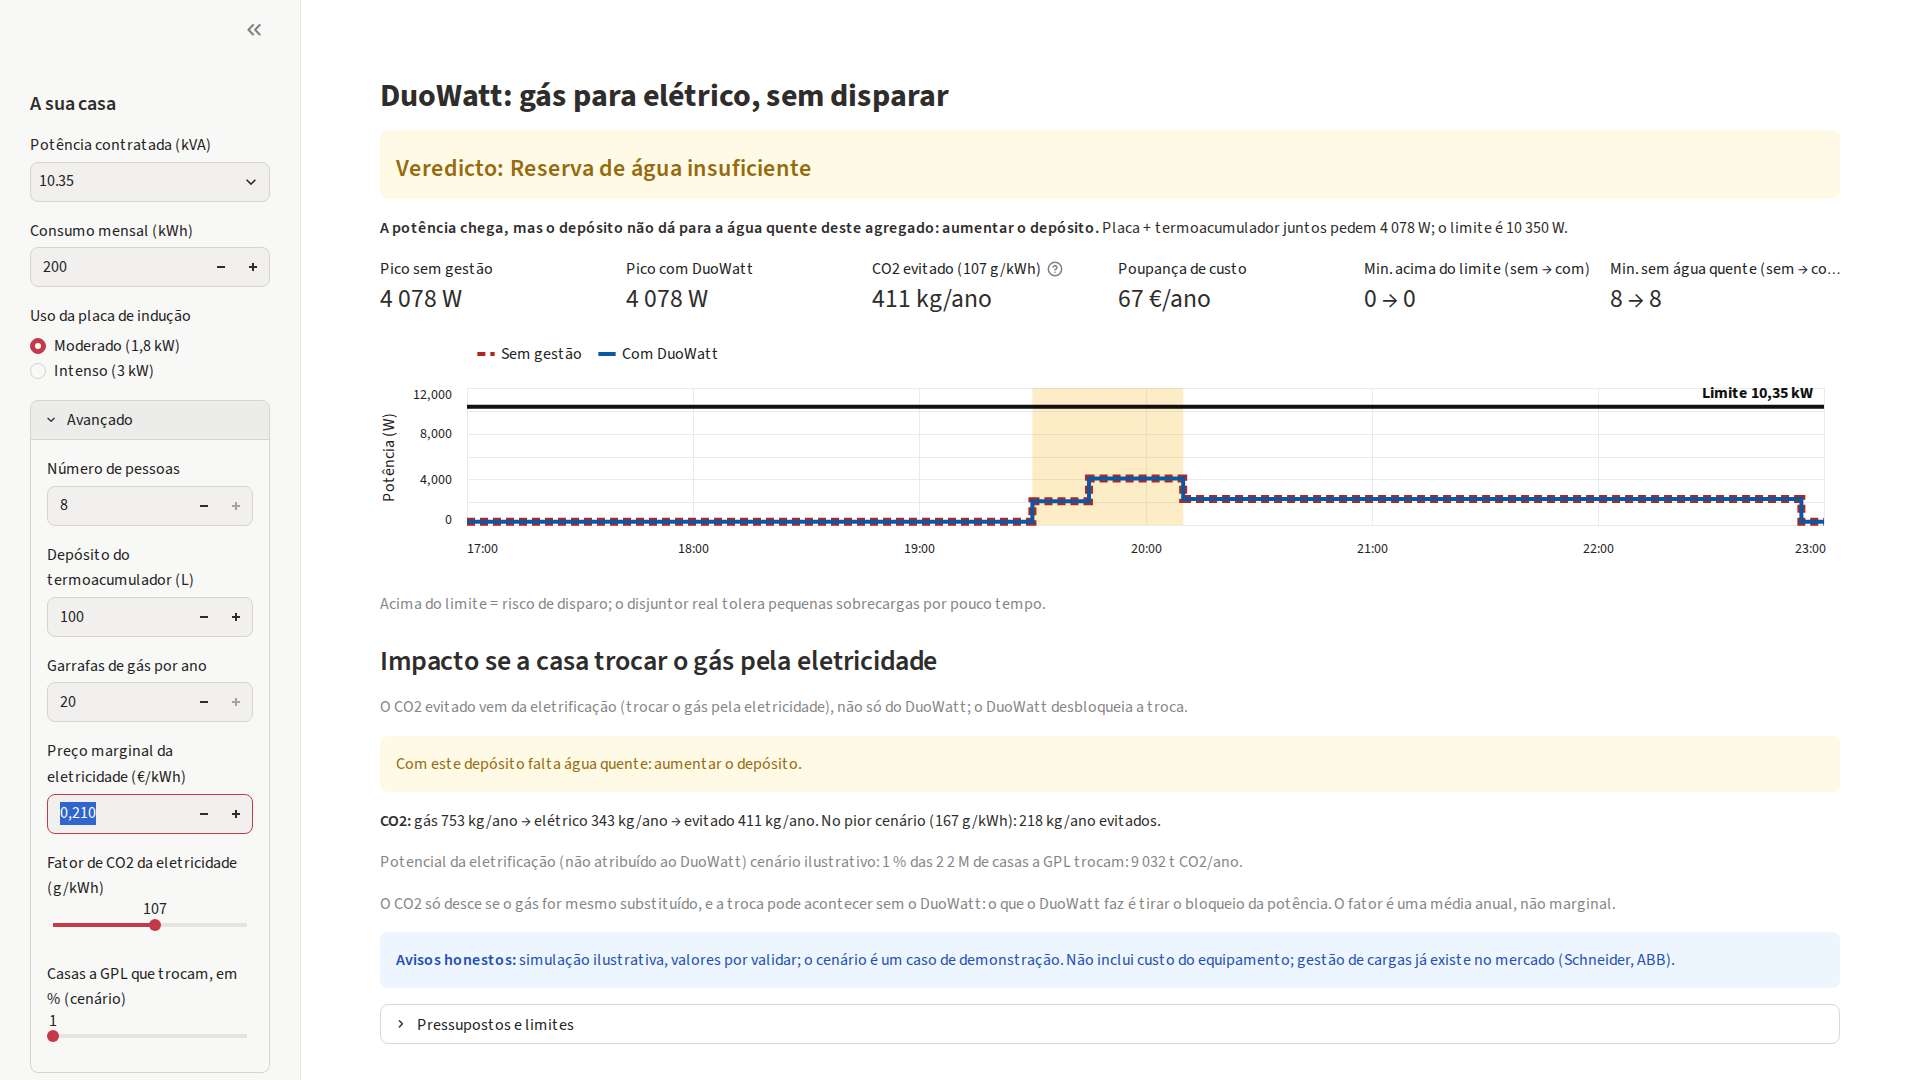 A sua casa
Potência contratada (kVA)
10.35
Consumo mensal (kWh)
200
Uso da placa de indução
Moderado (1,8 kW)
Intenso (3 kW)
Avançado
Número de pessoas
8
Depósito do
termoacumulador (L)
100
Garrafas de gás por ano
20
Preço marginal da
eletricidade (€/kWh)
0,210
Fator de CO2 da eletricidade
(g/kWh)
107
Casas a GPL que trocam, em
% (cenário)
1
DuoWatt: gás para elétrico, sem disparar
Veredicto: Reserva de água insuficiente
A potência chega, mas o depósito não dá para a água quente deste agregado: aumentar o depósito. Placa + termoacumulador juntos pedem 4 078 W; o limite é 10 350 W.
Pico sem gestão
4 078 W
Pico com DuoWatt
4 078 W
CO2 evitado (107 g/kWh)
411 kg/ano
Poupança de custo
67 €/ano
Min. acima do limite (sem → com)
0 → 0
Min. sem água quente (sem → co…
8 → 8
Sem gestão
Com DuoWatt
Limite 10,35 kW
Potência (W)
12,000
8,000
4,000
0
17:00
18:00
19:00
20:00
21:00
22:00
23:00
Acima do limite = risco de disparo; o disjuntor real tolera pequenas sobrecargas por pouco tempo.
Impacto se a casa trocar o gás pela eletricidade
O CO2 evitado vem da eletrificação (trocar o gás pela eletricidade), não só do DuoWatt; o DuoWatt desbloqueia a troca.
Com este depósito falta água quente: aumentar o depósito.
CO2: gás 753 kg/ano → elétrico 343 kg/ano → evitado 411 kg/ano. No pior cenário (167 g/kWh): 218 kg/ano evitados.
Potencial da eletrificação (não atribuído ao DuoWatt) cenário ilustrativo: 1 % das 2 2 M de casas a GPL trocam: 9 032 t CO2/ano.
O CO2 só desce se o gás for mesmo substituído, e a troca pode acontecer sem o DuoWatt: o que o DuoWatt faz é tirar o bloqueio da potência. O fator é uma média anual, não marginal.
Avisos honestos: simulação ilustrativa, valores por validar; o cenário é um caso de demonstração. Não inclui custo do equipamento; gestão de cargas já existe no mercado (Schneider, ABB).
Pressupostos e limites